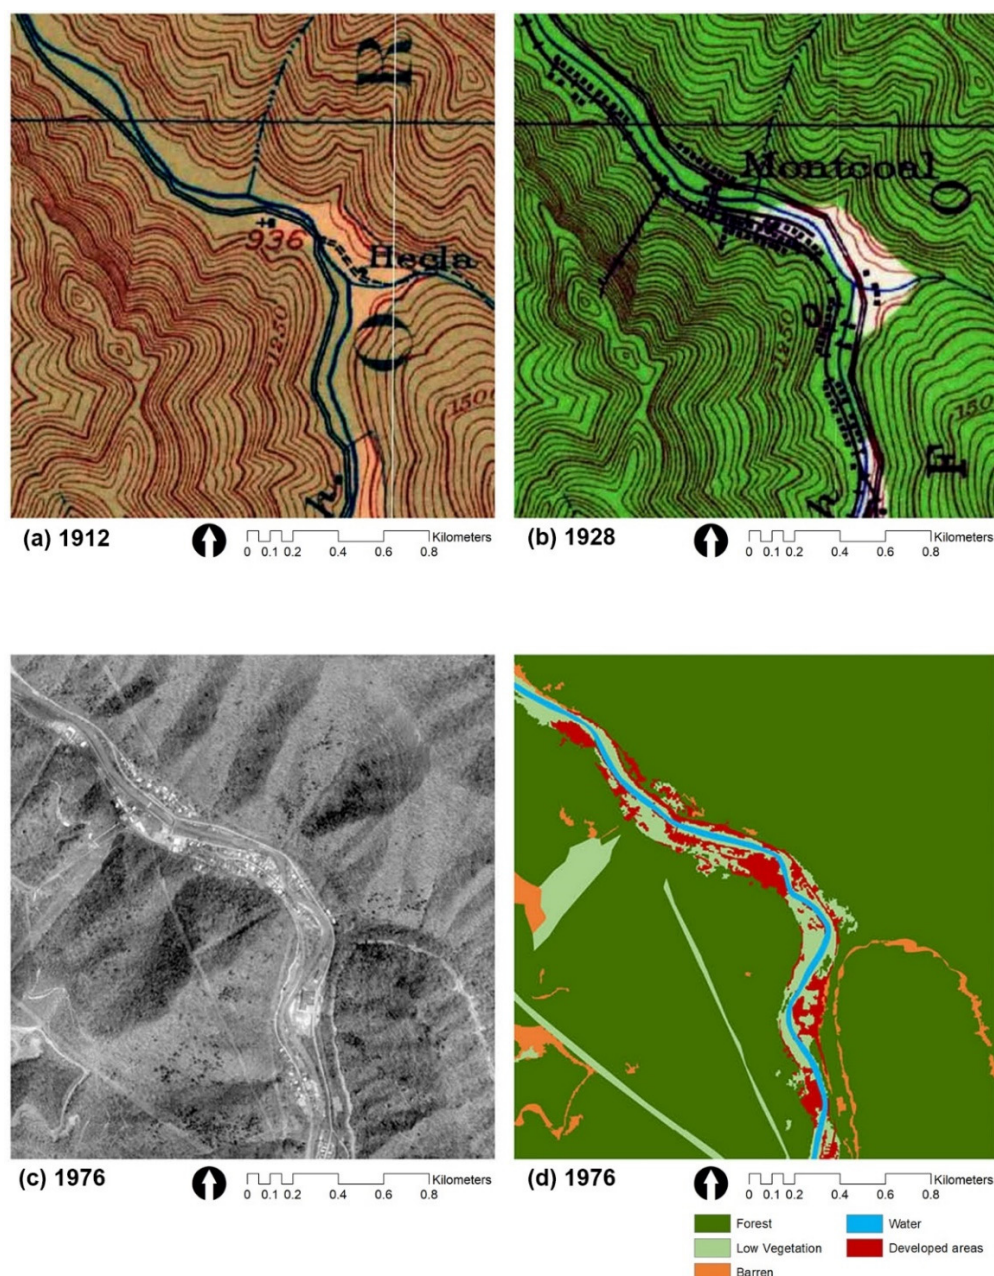 R
936
Hecla
1250
O
1500
Montcoal
O
O
1250
1500
F
(a) 1912
0 0.1 0.2 0.4 0.6 0.8
Kilometers
(b) 1928
0 0.1 0.2 0.4 0.6 0.8
Kilometers
(c) 1976
0 0.1 0.2 0.4 0.6 0.8
Kilometers
(d) 1976
0 0.1 0.2 0.4 0.6 0.8
Kilometers
Forest
Water
Low Vegetation
Developed areas
Barren